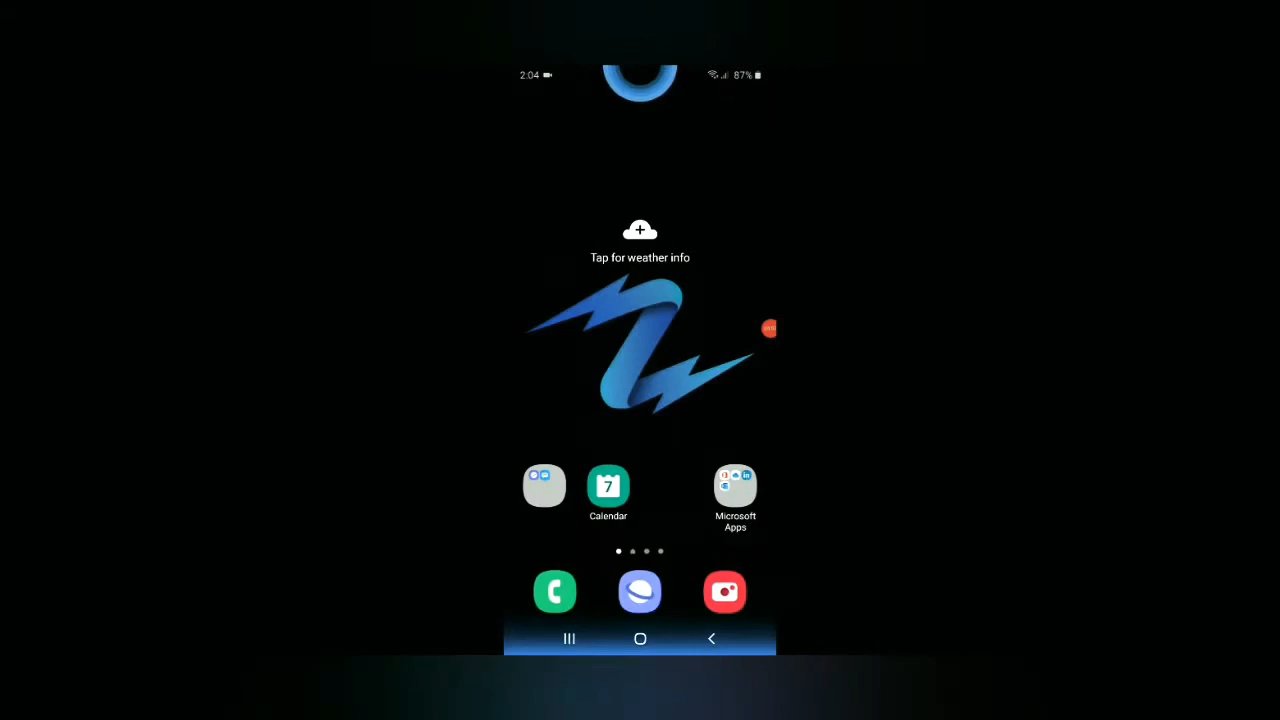 2:04
87%
Tap for weather info
7
Calendar
Microsoft
Apps